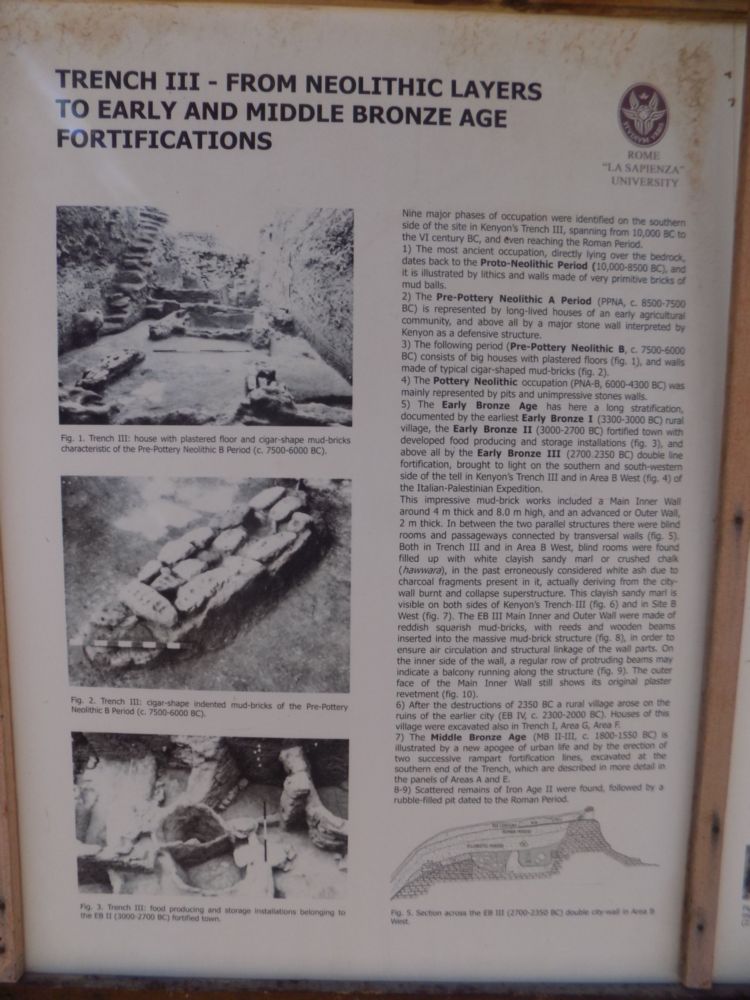 TRENCH III - FROM NEOLITHIC LAYERS
TO EARLY AND MIDDLE BRONZE AGE
FORTIFICATIONS
ROME
"LA SAPIENZA"
UNIVERSITY
Fig. 1. Trench III: house with plastered floor and cigar-shape mud-bricks
characteristic of the Pre-Pottery Neolithic B Period (c. 7500-6000 BC).
Fig. 2. Trench III: cigar-shape indented mud-bricks of the Pre-Pottery
Neolithic B Period (c. 7500-6000 BC).
Fig. 3. Trench III: food producing and storage installations belonging to
the EB II (3000-2700 BC) fortified town.
Nine major phases of occupation were identified on the southern
side of the site in Kenyon's Trench III, spanning from 10,000 BC to
the VI century BC, and even reaching the Roman Period.
1) The most ancient occupation, directly lying over the bedrock,
dates back to the Proto-Neolithic Period (10,000-8500 BC), and
it is illustrated by lithics and walls made of very primitive bricks of
mud balls.
2) The Pre-Pottery Neolithic A Period (PPNA, c. 8500-7500
BC) is represented by long-lived houses of an early agricultural
community, and above all by a major stone wall interpreted by
Kenyon as a defensive structure.
3) The following period (Pre-Pottery Neolithic B, c. 7500-6000
BC) consists of big houses with plastered floors (fig. 1), and walls
made of typical cigar-shaped mud-bricks (fig. 2).
4) The Pottery Neolithic occupation (PNA-B, 6000-4300 BC) was
mainly represented by pits and unimpressive stones walls.
5) The Early Bronze Age has here a long stratification,
documented by the earliest Early Bronze I (3300-3000 BC) rural
village, the Early Bronze II (3000-2700 BC) fortified town with
developed food producing and storage installations (fig. 3), and
above all by the Early Bronze III (2700.2350 BC) double line
fortification, brought to light on the southern and south-western
side of the tell in Kenyon's Trench III and in Area B West (fig. 4) of
the Italian-Palestinian Expedition.
This impressive mud-brick works included a Main Inner Wall
around 4 m thick and 8.0 m high, and an advanced or Outer Wall,
2 m thick. In between the two parallel structures there were blind
rooms and passageways connected by transversal walls (fig. 5).
Both in Trench III and in Area B West, blind rooms were found
filled up with white clayish sandy marl or crushed chalk
(hawwara), in the past erroneously considered white ash due to
charcoal fragments present in it, actually deriving from the city-
wall burnt and collapse superstructure. This clayish sandy marl is
visible on both sides of Kenyon's Trench III (fig. 6) and in Site B
West (fig. 7). The EB III Main Inner and Outer Wall were made of
reddish squarish mud-bricks, with reeds and wooden beams
inserted into the massive mud-brick structure (fig. 8), in order to
ensure air circulation and structural linkage of the wall parts. On
the inner side of the wall, a regular row of protruding beams may
indicate a balcony running along the structure (fig. 9). The outer
face of the Main Inner Wall still shows its original plaster
revetment (fig. 10).
6) After the destructions of 2350 BC a rural village arose on the
ruins of the earlier city (EB IV, c. 2300-2000 BC). Houses of this
village were excavated in Trench I, Area G, Area F.
7) The Middle Bronze Age (MB II-III, c. 1800-1550 BC) is
illustrated by a new apogee of urban life and by the erection of
two successive rampart fortification lines, excavated at the
southern end of the Trench, which are described in more detail in
the panels of Areas A and E.
8-9) Scattered remains of Iron Age II were found, followed by a
rubble-filled pit dated to the Roman Period.
Fig. 5. Section across the EB III (2700-2350 BC) double city-wall in Area B
West.